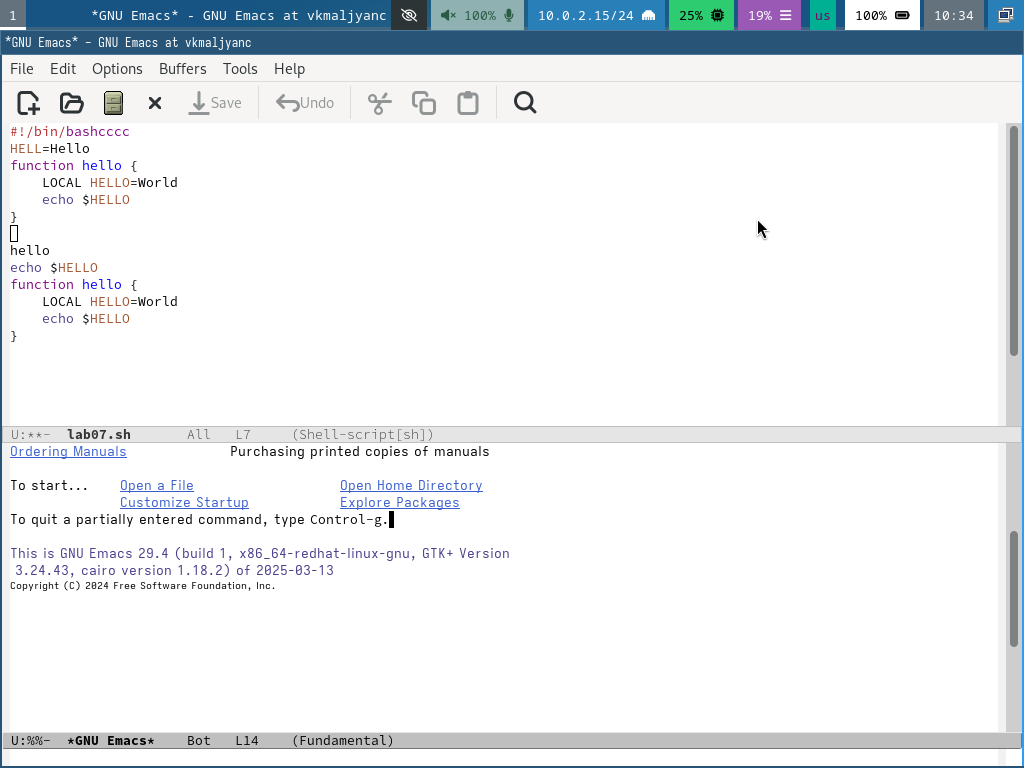 1 *GNU Emacs* - GNU Emacs at vkmaljyanc 100% 10.0.2.15/24 25% 19% us 100% 10:34
*GNU Emacs* - GNU Emacs at vkmaljyanc
File Edit Options Buffers Tools Help
Save Undo
#!/bin/bashcccc
HELL=Hello
function hello {
    LOCAL HELLO=World
    echo $HELLO
}
hello
echo $HELLO
function hello {
    LOCAL HELLO=World
    echo $HELLO
}
U:**- lab07.sh All L7 (Shell-script[sh])
Ordering Manuals Purchasing printed copies of manuals
To start... Open a File Open Home Directory
Customize Startup Explore Packages
To quit a partially entered command, type Control-g.
This is GNU Emacs 29.4 (build 1, x86_64-redhat-linux-gnu, GTK+ Version
3.24.43, cairo version 1.18.2) of 2025-03-13
Copyright (C) 2024 Free Software Foundation, Inc.
U:%%- *GNU Emacs* Bot L14 (Fundamental)